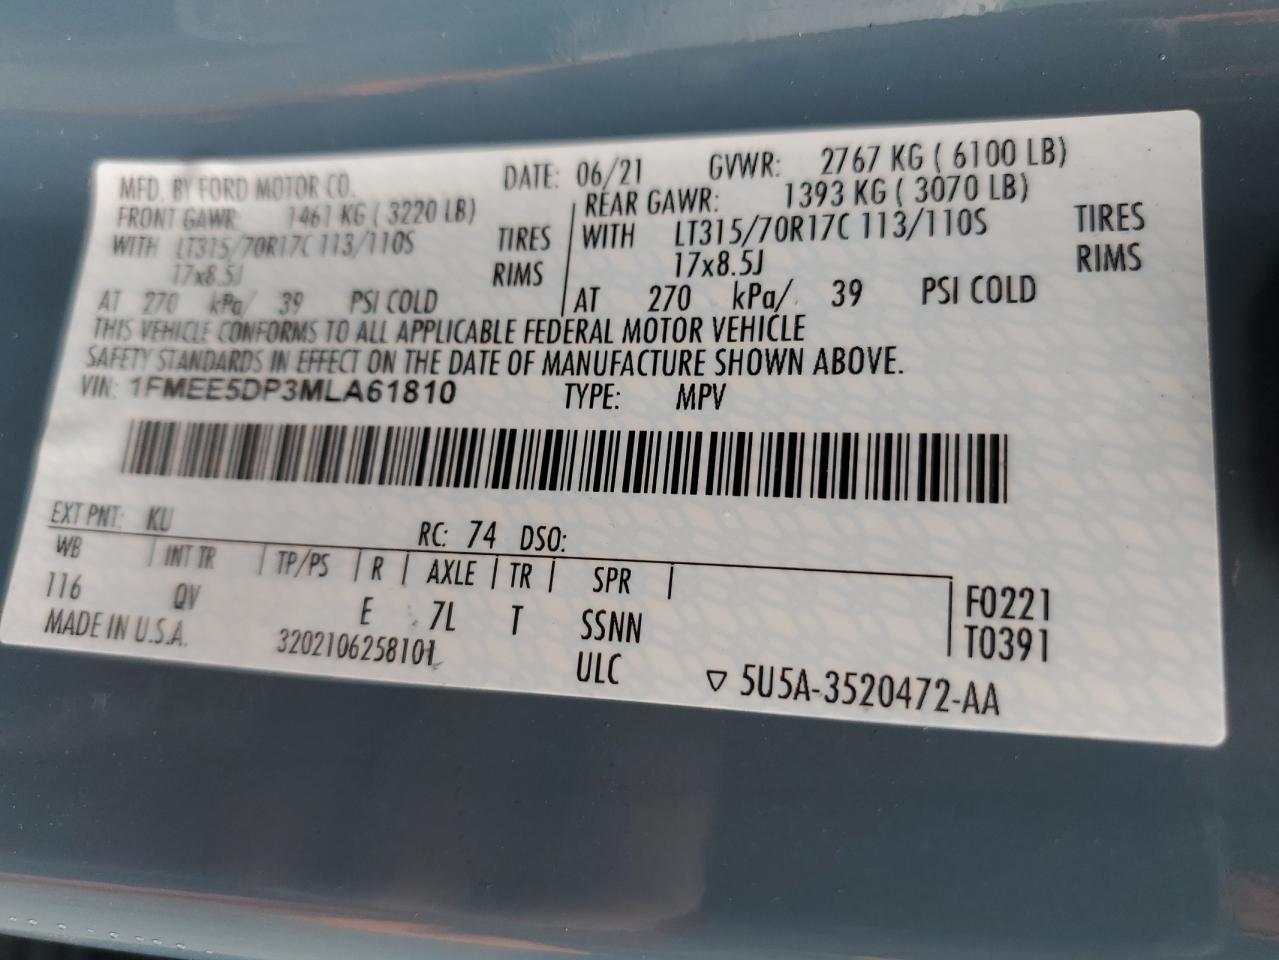 MFD. BY FORD MOTOR CO. DATE: 06/21 GVWR: 2767 KG ( 6100 LB)
FRONT GAWR: 1461 KG ( 3220 LB) REAR GAWR: 1393 KG ( 3070 LB)
WITH LT315/70R17C 113/110S TIRES WITH LT315/70R17C 113/110S TIRES
17x8.5J RIMS 17x8.5J RIMS
AT 270 kPa/ 39 PSI COLD AT 270 kPa/ 39 PSI COLD
THIS VEHICLE CONFORMS TO ALL APPLICABLE FEDERAL MOTOR VEHICLE
SAFETY STANDARDS IN EFFECT ON THE DATE OF MANUFACTURE SHOWN ABOVE.
VIN: 1FMEE5DP3MLA61810 TYPE: MPV
EXT PNT: KU RC: 74 DSO:
WB INT TR TP/PS R AXLE TR SPR F0221
116 QV E 7L T SSNN T0391
MADE IN U.S.A. 3202106258101 ULC ▽ 5U5A-3520472-AA